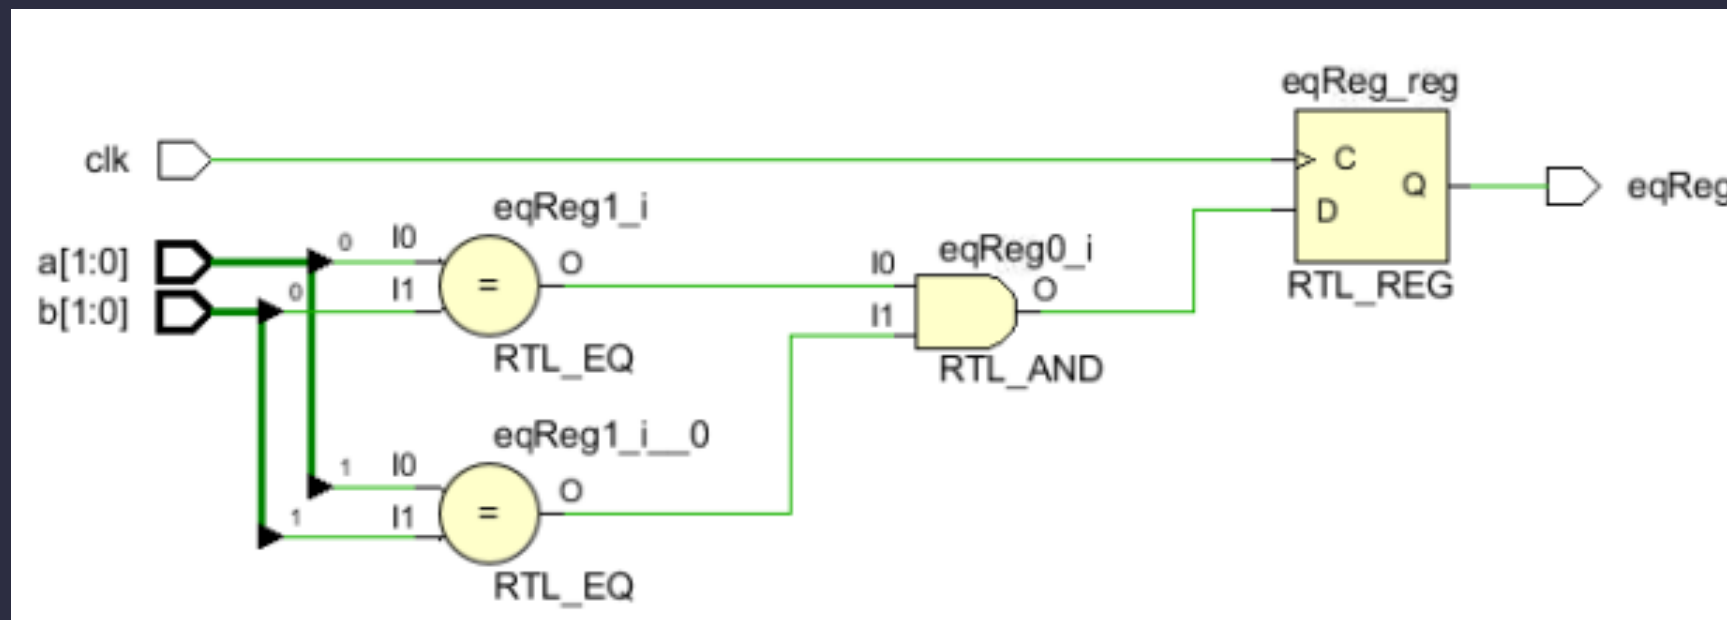 eqReg_reg
clk
C
Q
eqReg
D
RTL_REG
eqReg1_i
a[1:0]
0
I0
O
=
b[1:0]
0
I1
RTL_EQ
eqReg0_i
I0
O
I1
RTL_AND
eqReg1_i__0
1
I0
O
=
1
I1
RTL_EQ